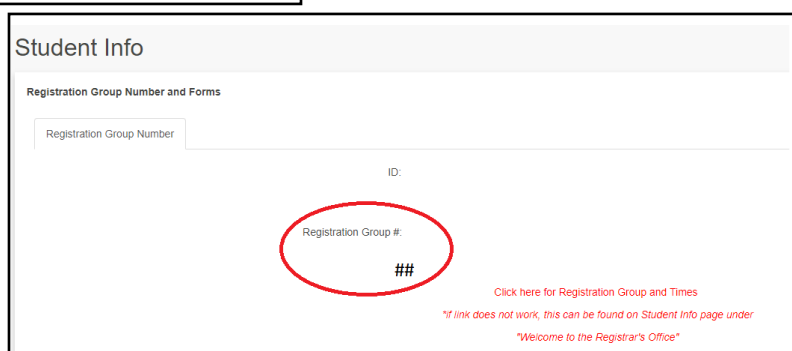 Student Info
Registration Group Number and Forms
Registration Group Number
ID:
Registration Group #:
##
Click here for Registration Group and Times
*if link does not work, this can be found on Student Info page under
"Welcome to the Registrar's Office"